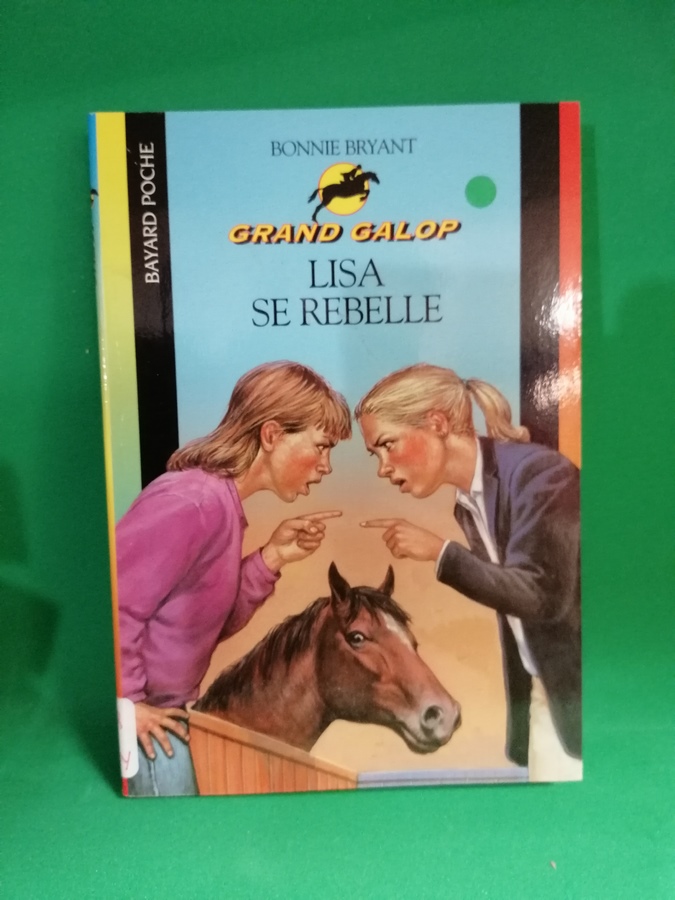 BAYARD POCHE
BONNIE BRYANT
GRAND GALOP
LISA
SE REBELLE